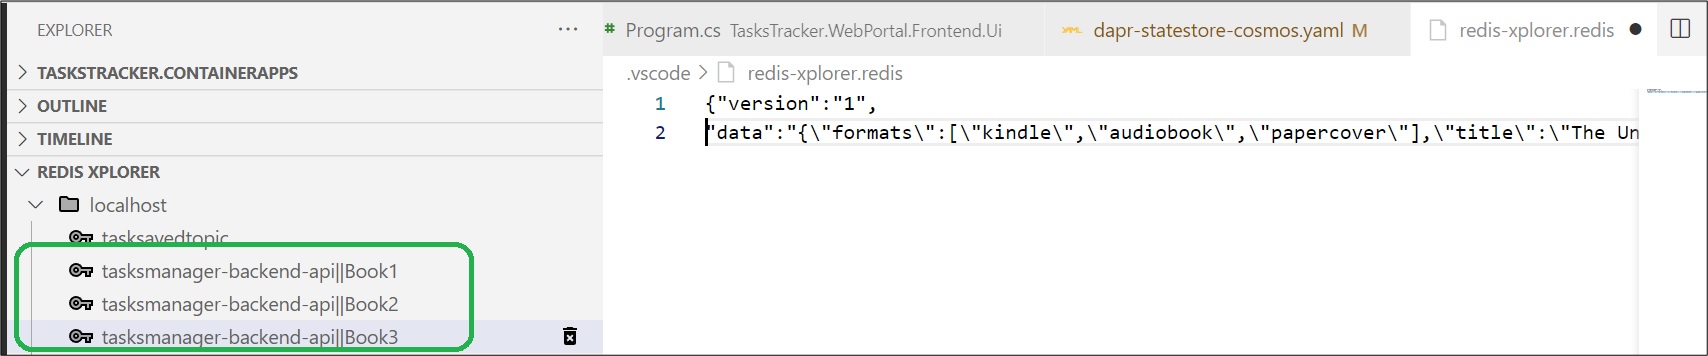 EXPLORER
TASKSTRACKER.CONTAINERAPPS
OUTLINE
TIMELINE
REDIS XPLORER
localhost
tasksavedtopic
tasksmanager-backend-api||Book1
tasksmanager-backend-api||Book2
tasksmanager-backend-api||Book3
# Program.cs TasksTracker.WebPortal.Frontend.Ui
YAML dapr-statestore-cosmos.yaml M
redis-xplorer.redis
.vscode > redis-xplorer.redis
1 {"version":"1",
2 "data":"{\"formats\":[\"kindle\",\"audiobook\",\"papercover\"],\"title\":\"The Un